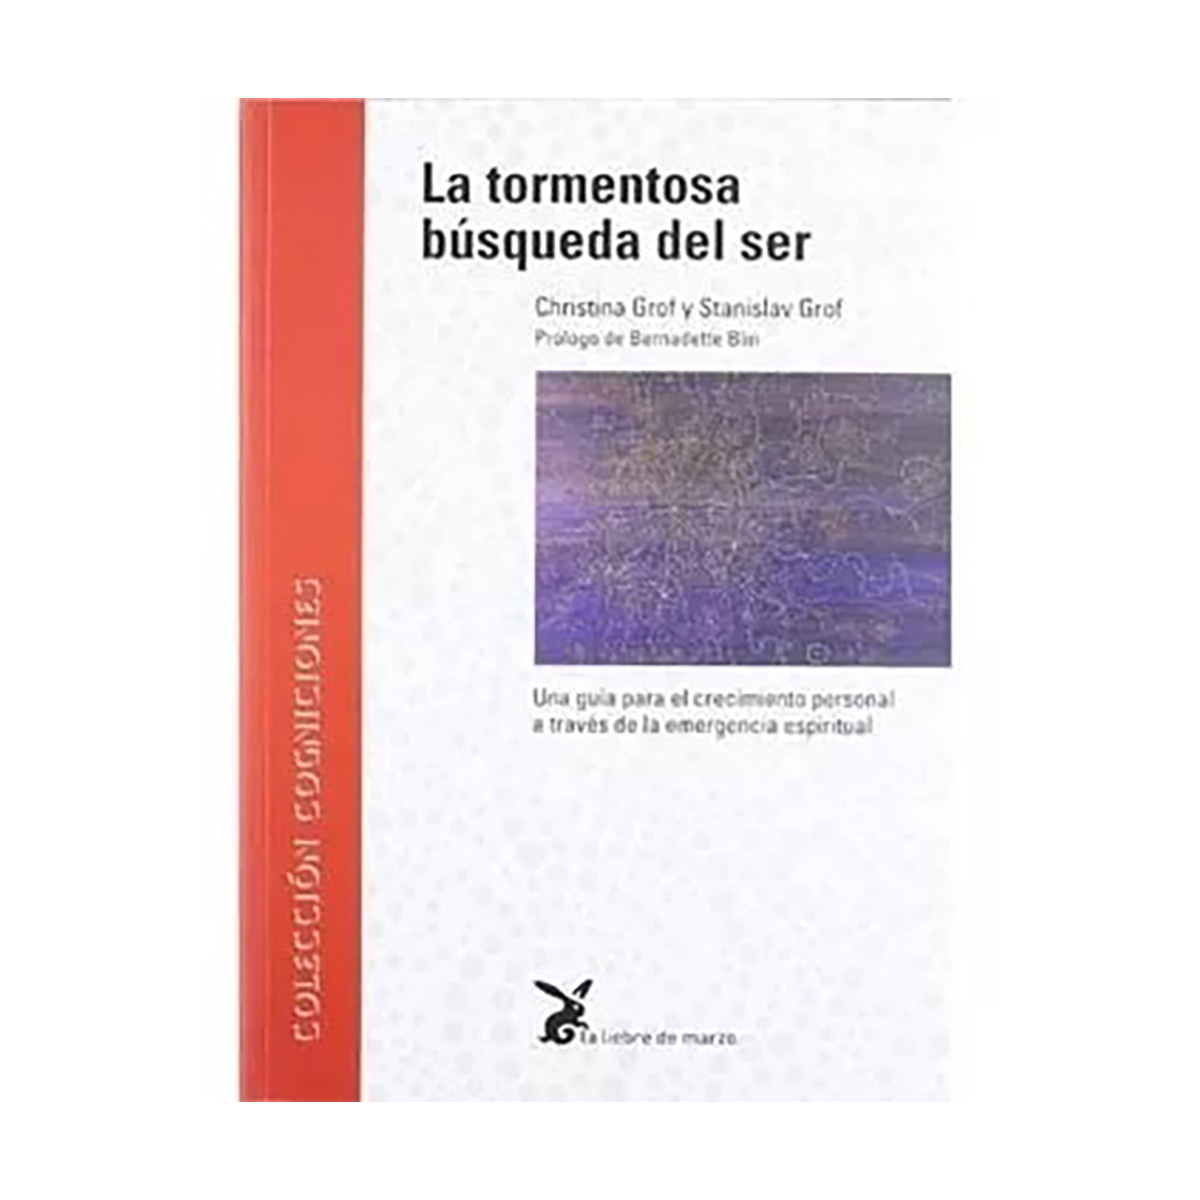 La tormentosa
búsqueda del ser
Christina Grof y Stanislav Grof
Prólogo de Bernadette
Una guía para el crecimiento personal
a través de la emergencia espiritual
COLECCIÓN COGNICIONES
La liebre de marzo